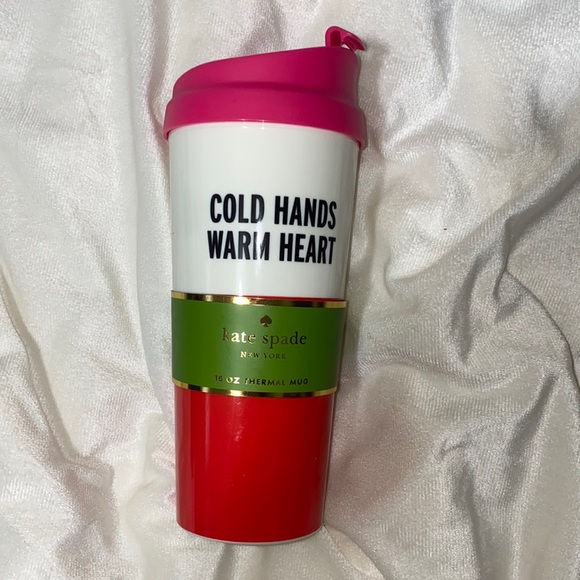 COLD HANDS
WARM HEART
kate spade
NEW YORK
16 OZ THERMAL MUG